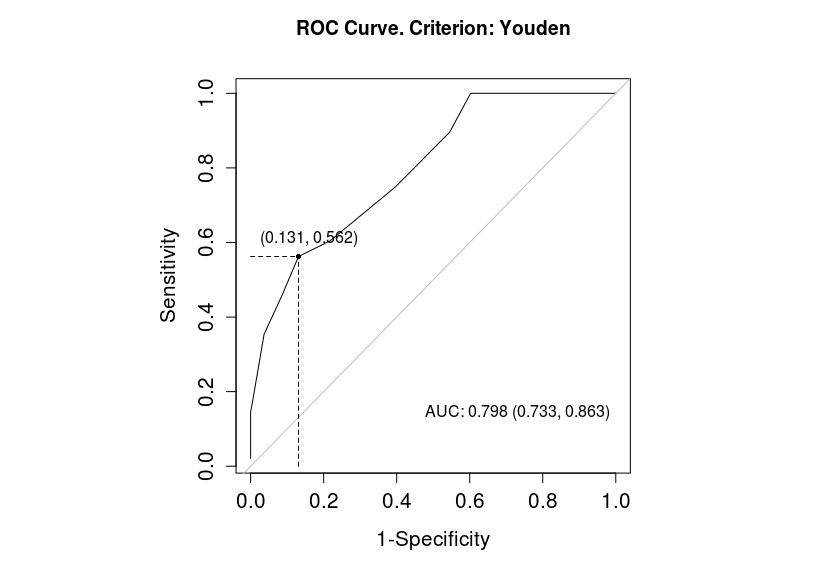 ROC Curve. Criterion: Youden
1.0
0.8
0.6
0.4
0.2
0.0
Sensitivity
(0.131, 0.562)
AUC: 0.798 (0.733, 0.863)
0.0 0.2 0.4 0.6 0.8 1.0
1-Specificity